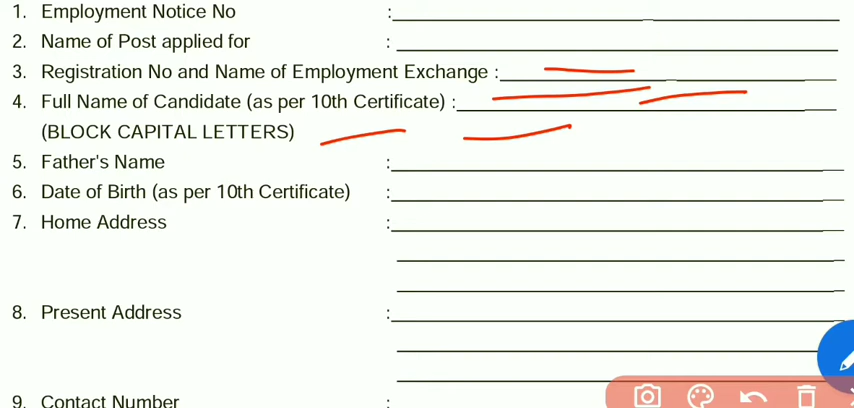 1. Employment Notice No :
2. Name of Post applied for :
3. Registration No and Name of Employment Exchange :
4. Full Name of Candidate (as per 10th Certificate) :
(BLOCK CAPITAL LETTERS)
5. Father's Name :
6. Date of Birth (as per 10th Certificate) :
7. Home Address :
8. Present Address :
9. Contact Number :